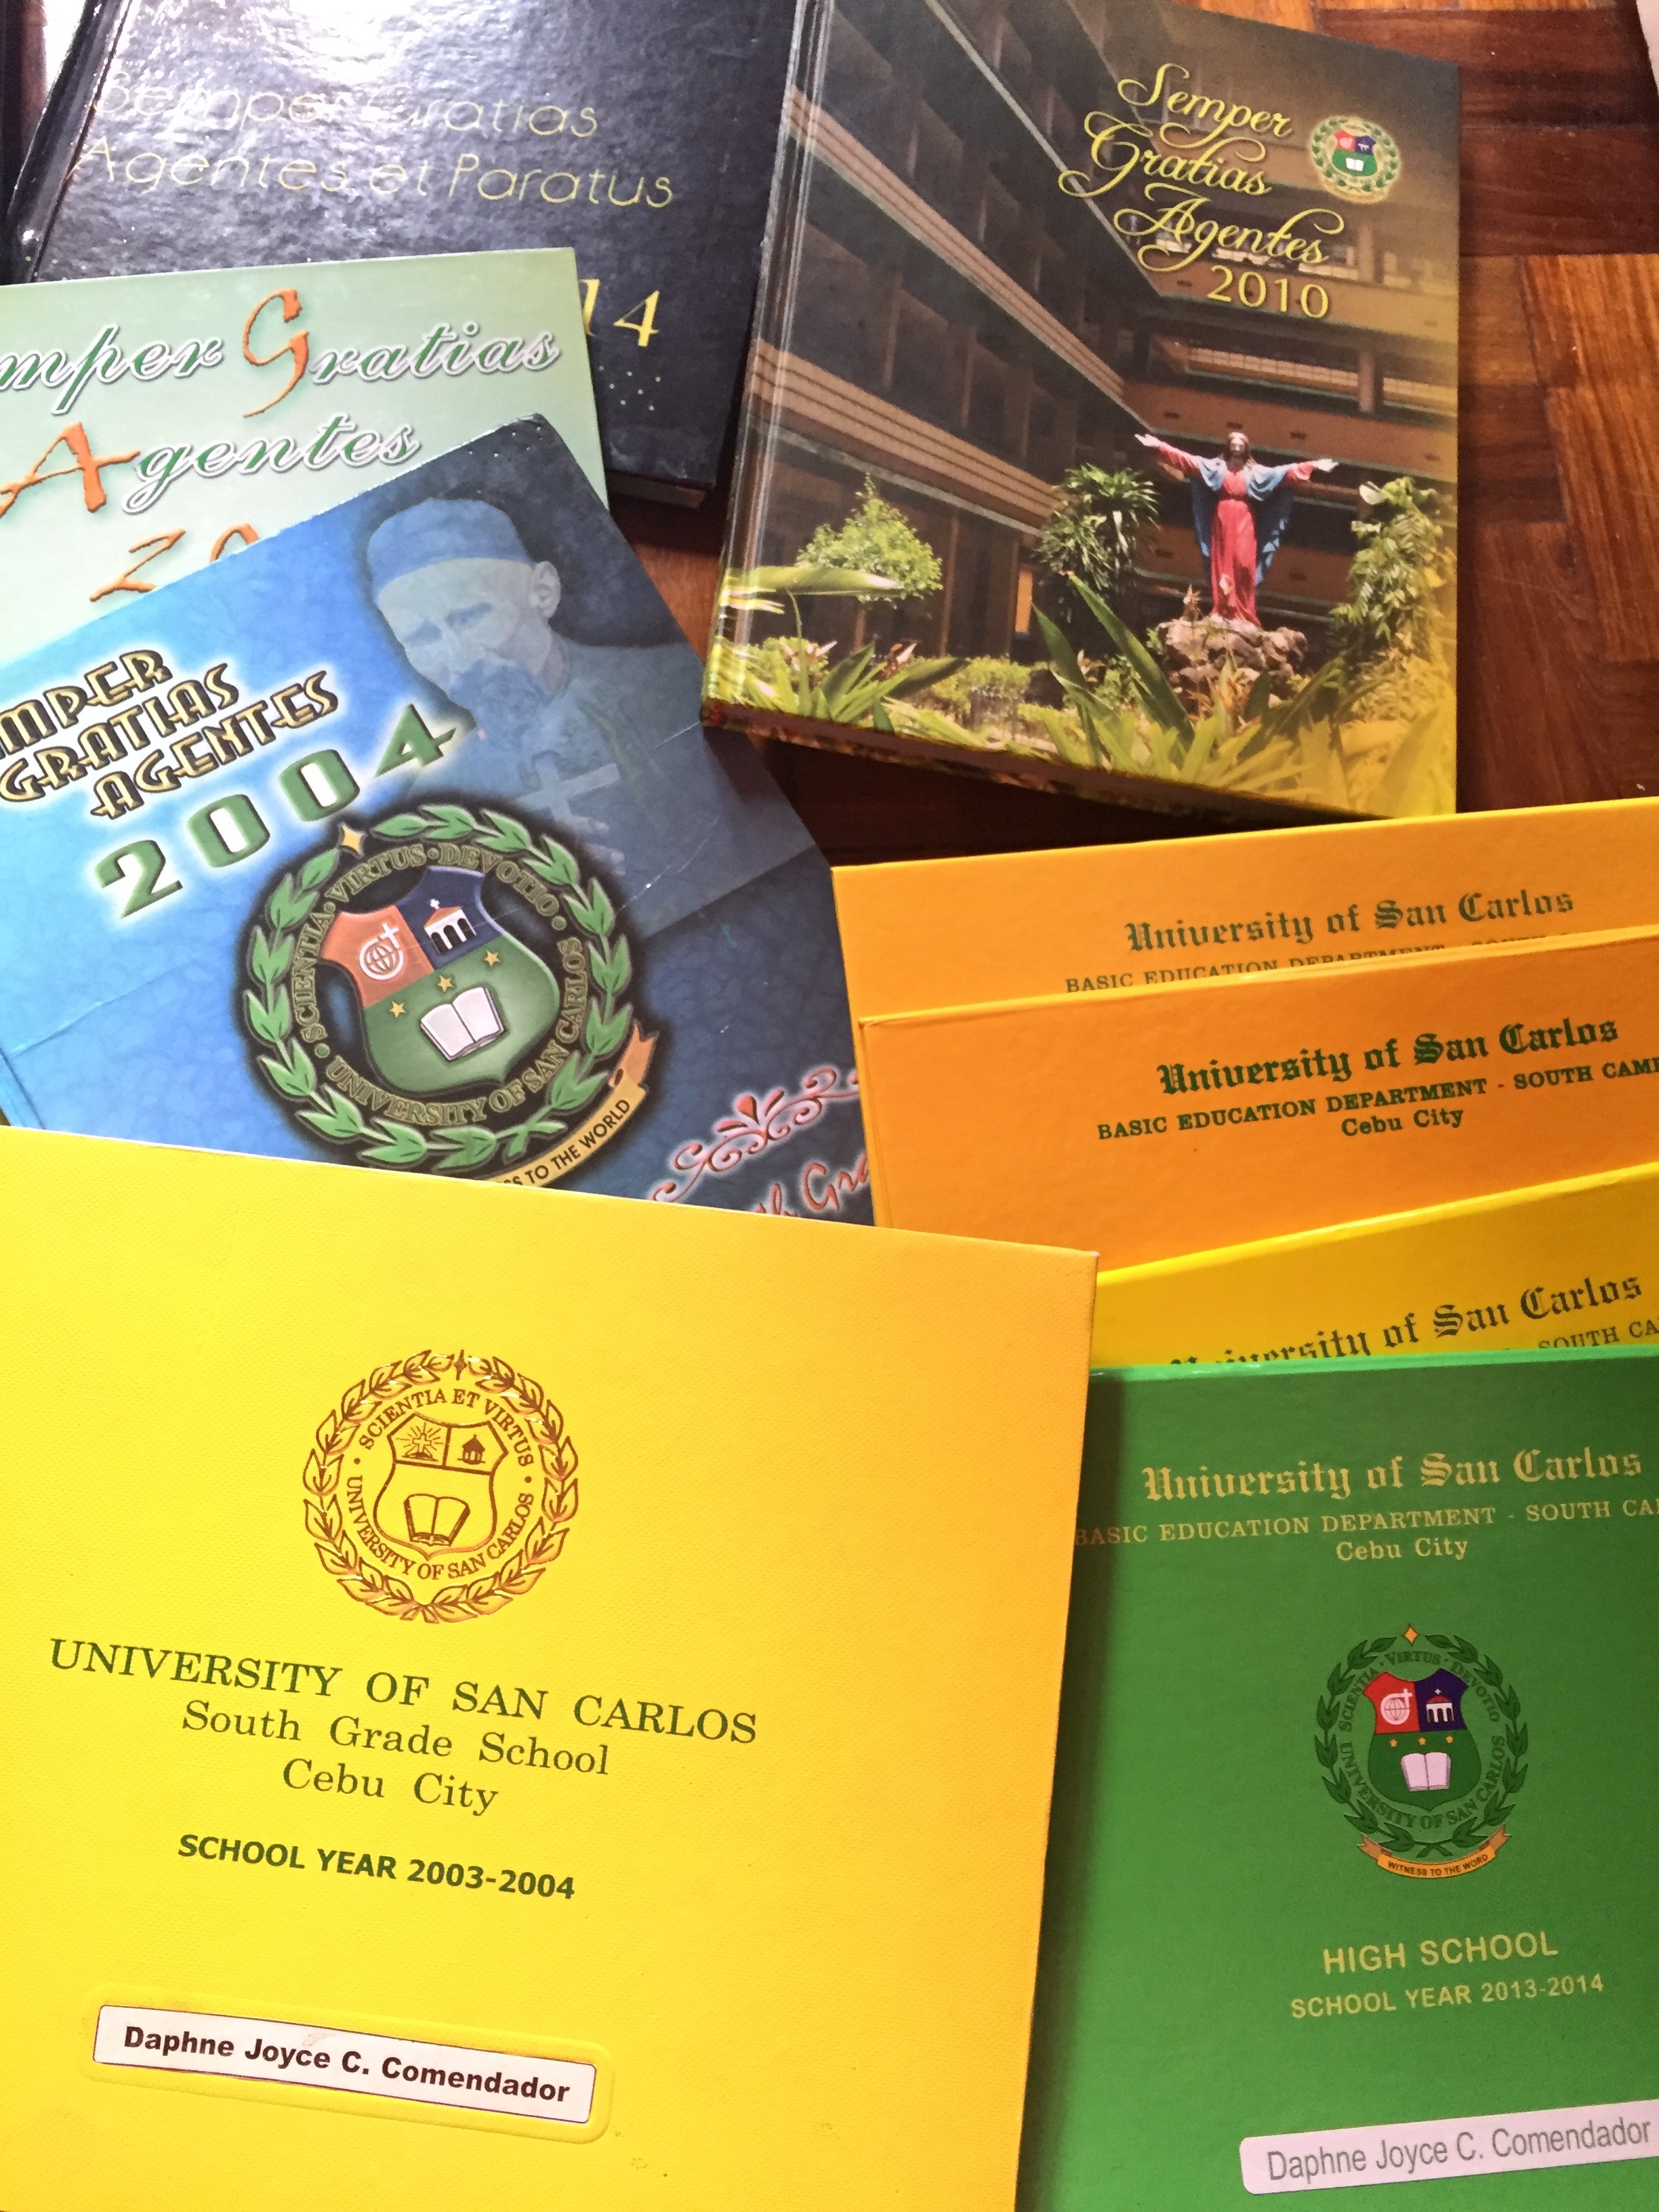 Semper Gratias
Agentes et Paratus
14
Semper
Gratias
Agentes
2010
Gratias
Agentes
GRATIAS
AGENTES
2004
SCIENTIA · VIRTUS · DEVOTIO
UNIVERSITY OF SAN CARLOS
TO THE WORLD
University of San Carlos
BASIC EDUCATION DEPARTMENT
University of San Carlos
BASIC EDUCATION DEPARTMENT - SOUTH
Cebu City
University of San Carlos
SOUTH
SCIENTIA ET VIRTUS
UNIVERSITY OF SAN CARLOS
UNIVERSITY OF SAN CARLOS
South Grade School
Cebu City
SCHOOL YEAR 2003-2004
Daphne Joyce C. Comendador
University of San Carlos
BASIC EDUCATION DEPARTMENT - SOUTH
Cebu City
SCIENTIA · VIRTUS · DEVOTIO
UNIVERSITY OF SAN CARLOS
WITNESS TO THE WORD
HIGH SCHOOL
SCHOOL YEAR 2013-2014
Daphne Joyce C. Comendador